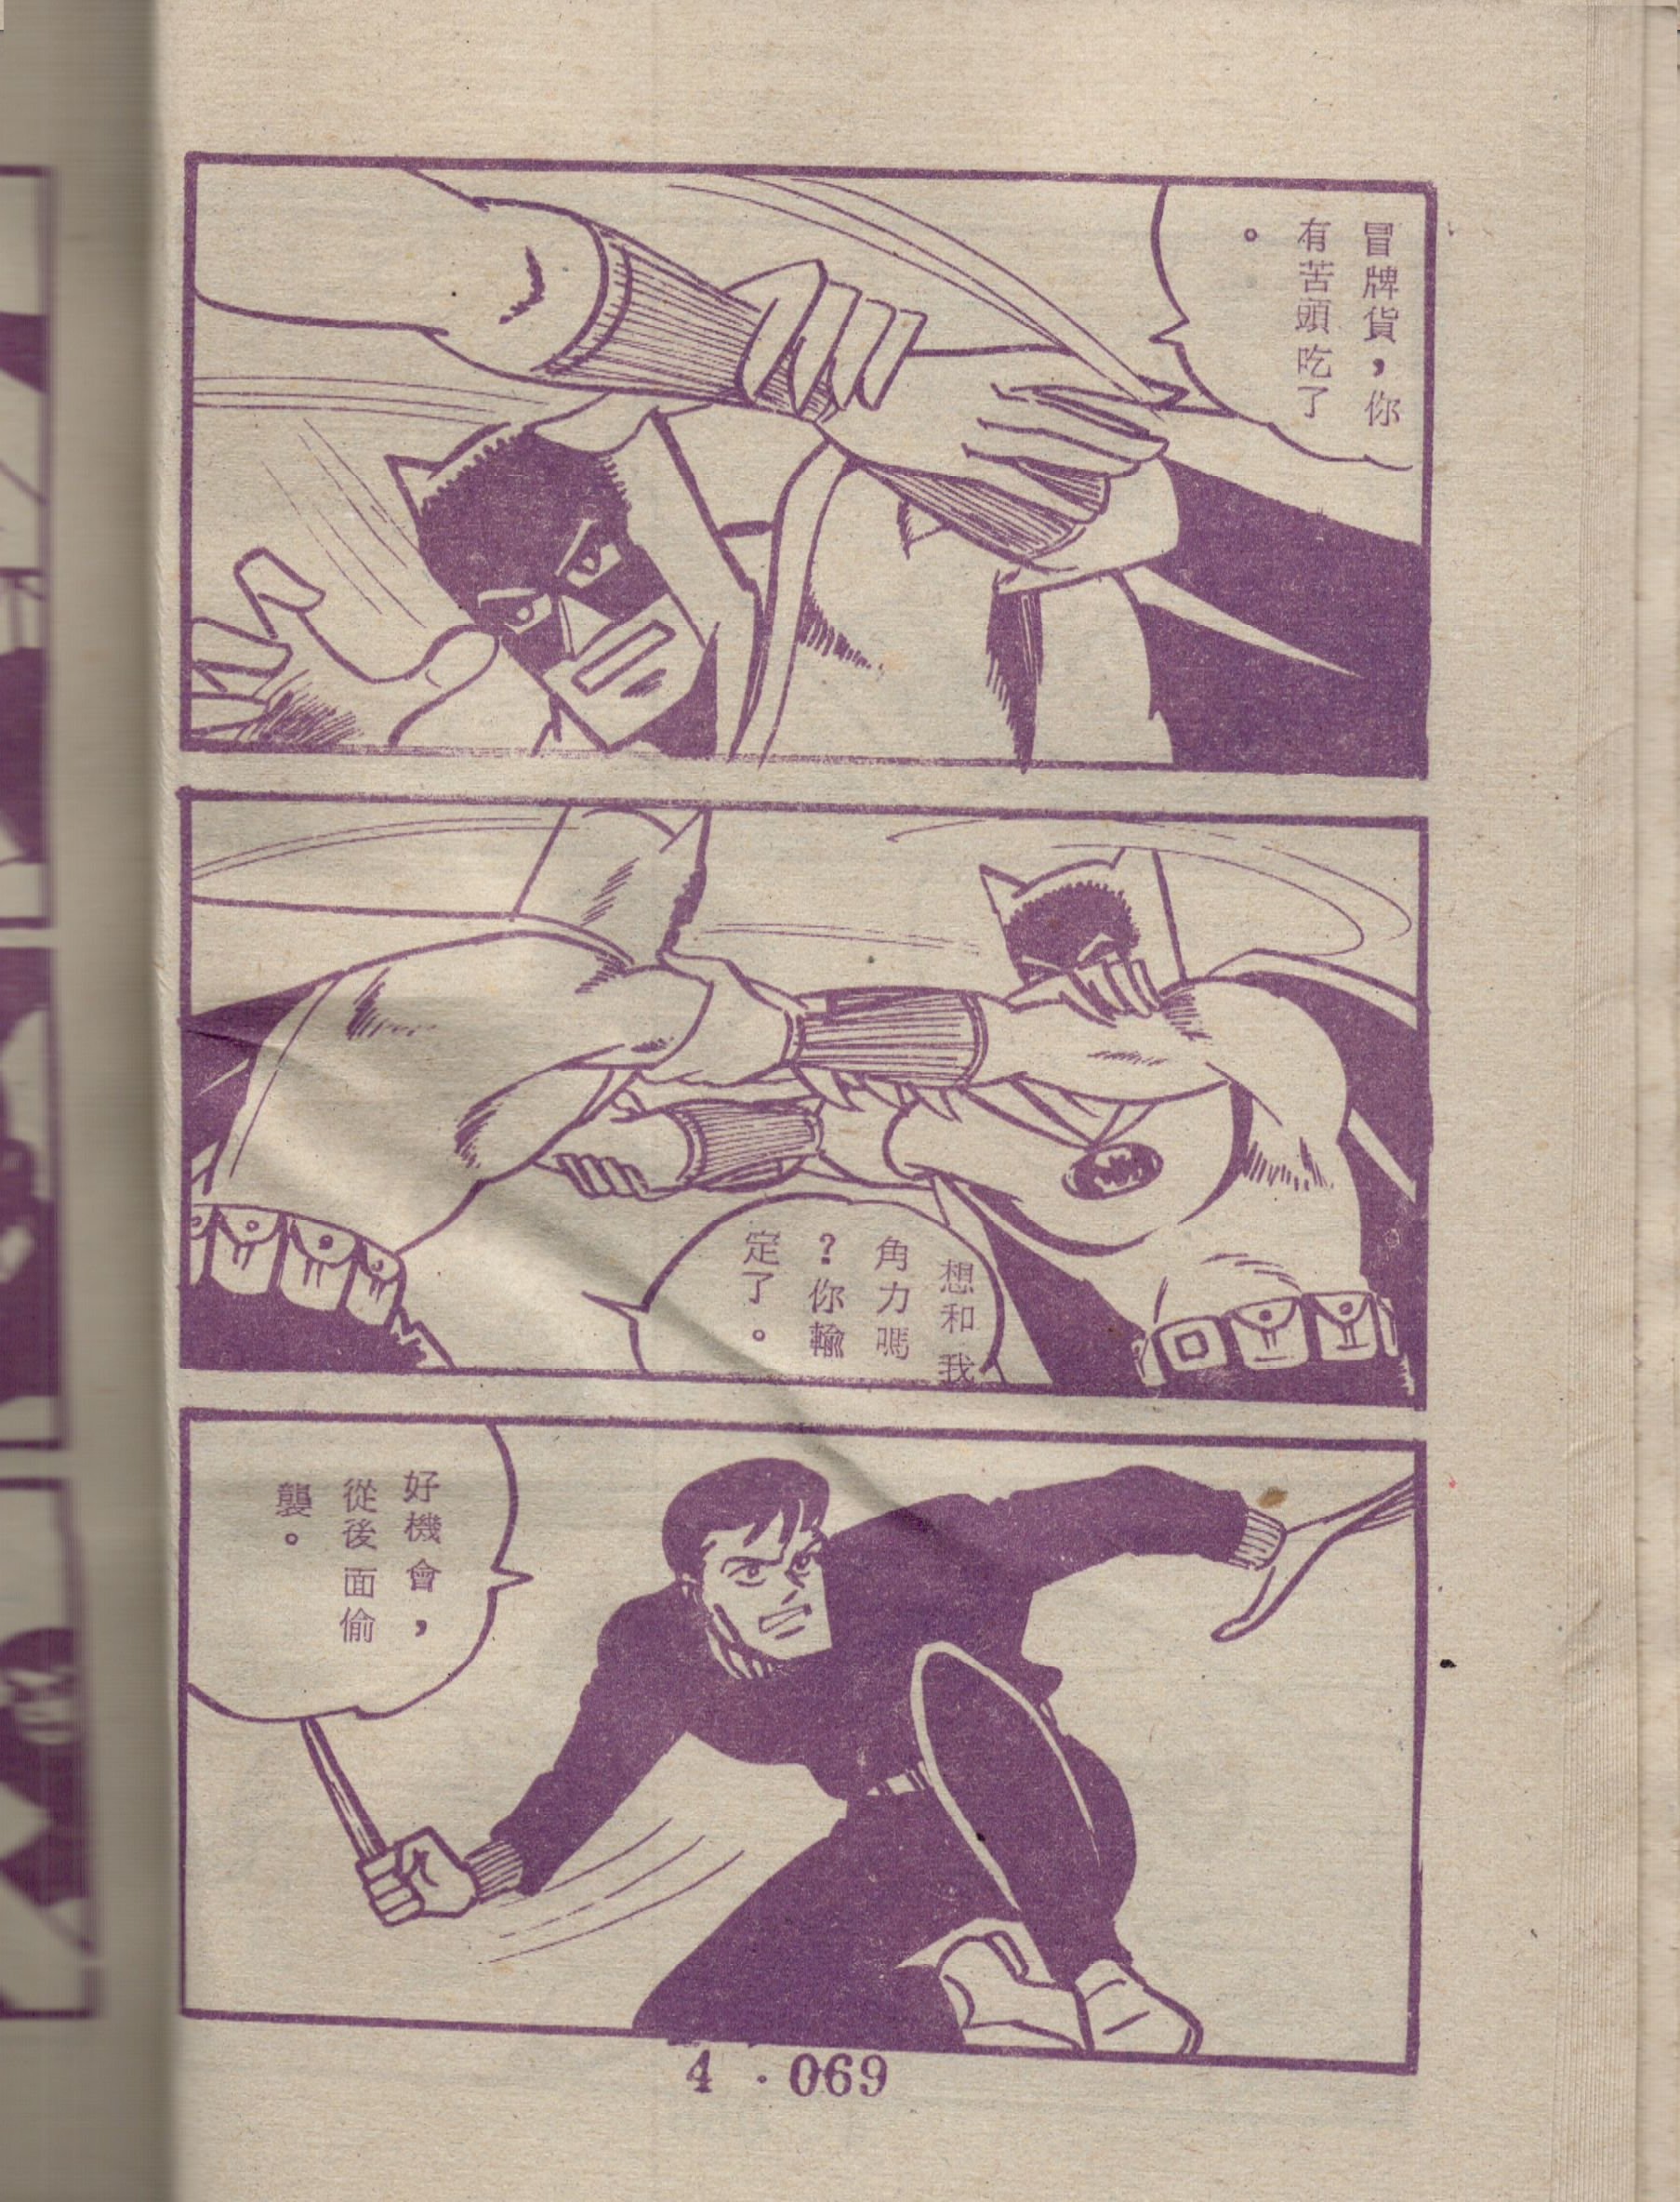 冒牌貨，你
有苦頭吃了
。
想和我
角力嗎
？你輸
定了。
好機會，
從後面偷
襲。
4．069